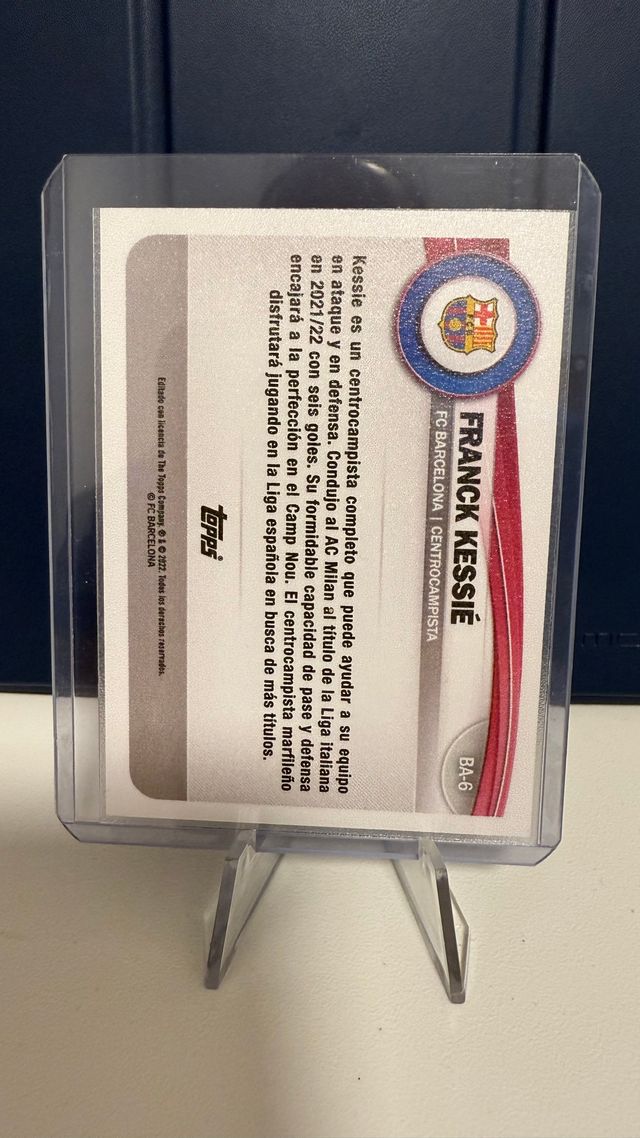 FRANCK KESSIÉ
FC BARCELONA | CENTROCAMPISTA
BA-6
Kessie es un centrocampista completo que puede ayudar a su equipo
en ataque y en defensa. Condujo al AC Milan al título de la Liga italiana
en 2021/22 con seis goles. Su formidable capacidad de pase y defensa
encajará a la perfección en el Camp Nou. El centrocampista marfileño
disfrutará jugando en la Liga española en busca de más títulos.
topps
Editado con licencia de The Topps Company. ® & © 2022. Todos los derechos reservados.
© FC BARCELONA